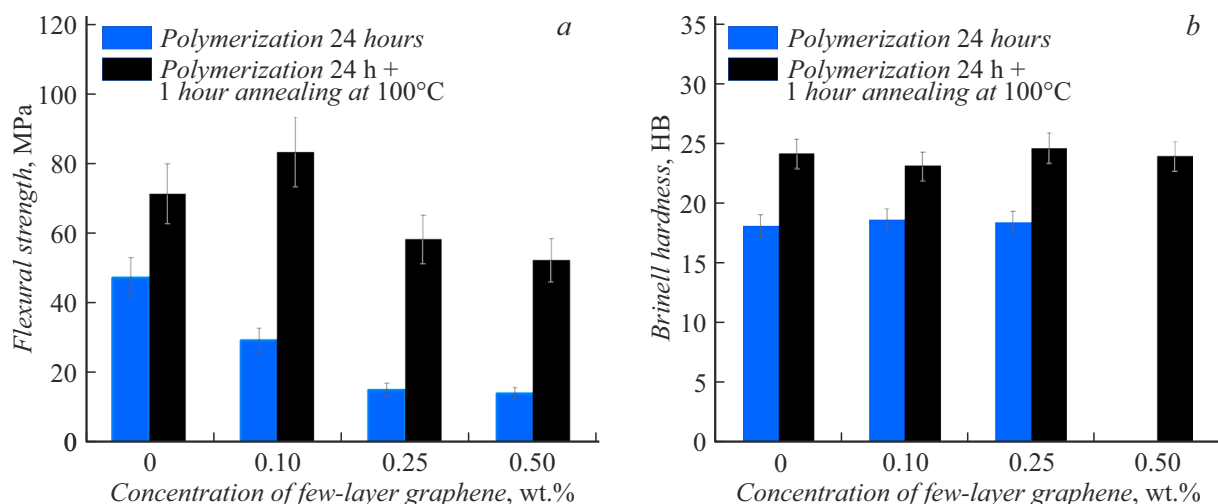 120
100
80
60
40
20
0
Flexural strength, MPa
Polymerization 24 hours
Polymerization 24 h +
1 hour annealing at 100°C
a
0 0.10 0.25 0.50
Concentration of few-layer graphene, wt.%
35
30
25
20
15
10
5
0
Brinell hardness, HB
Polymerization 24 hours
Polymerization 24 h +
1 hour annealing at 100°C
b
0 0.10 0.25 0.50
Concentration of few-layer graphene, wt.%